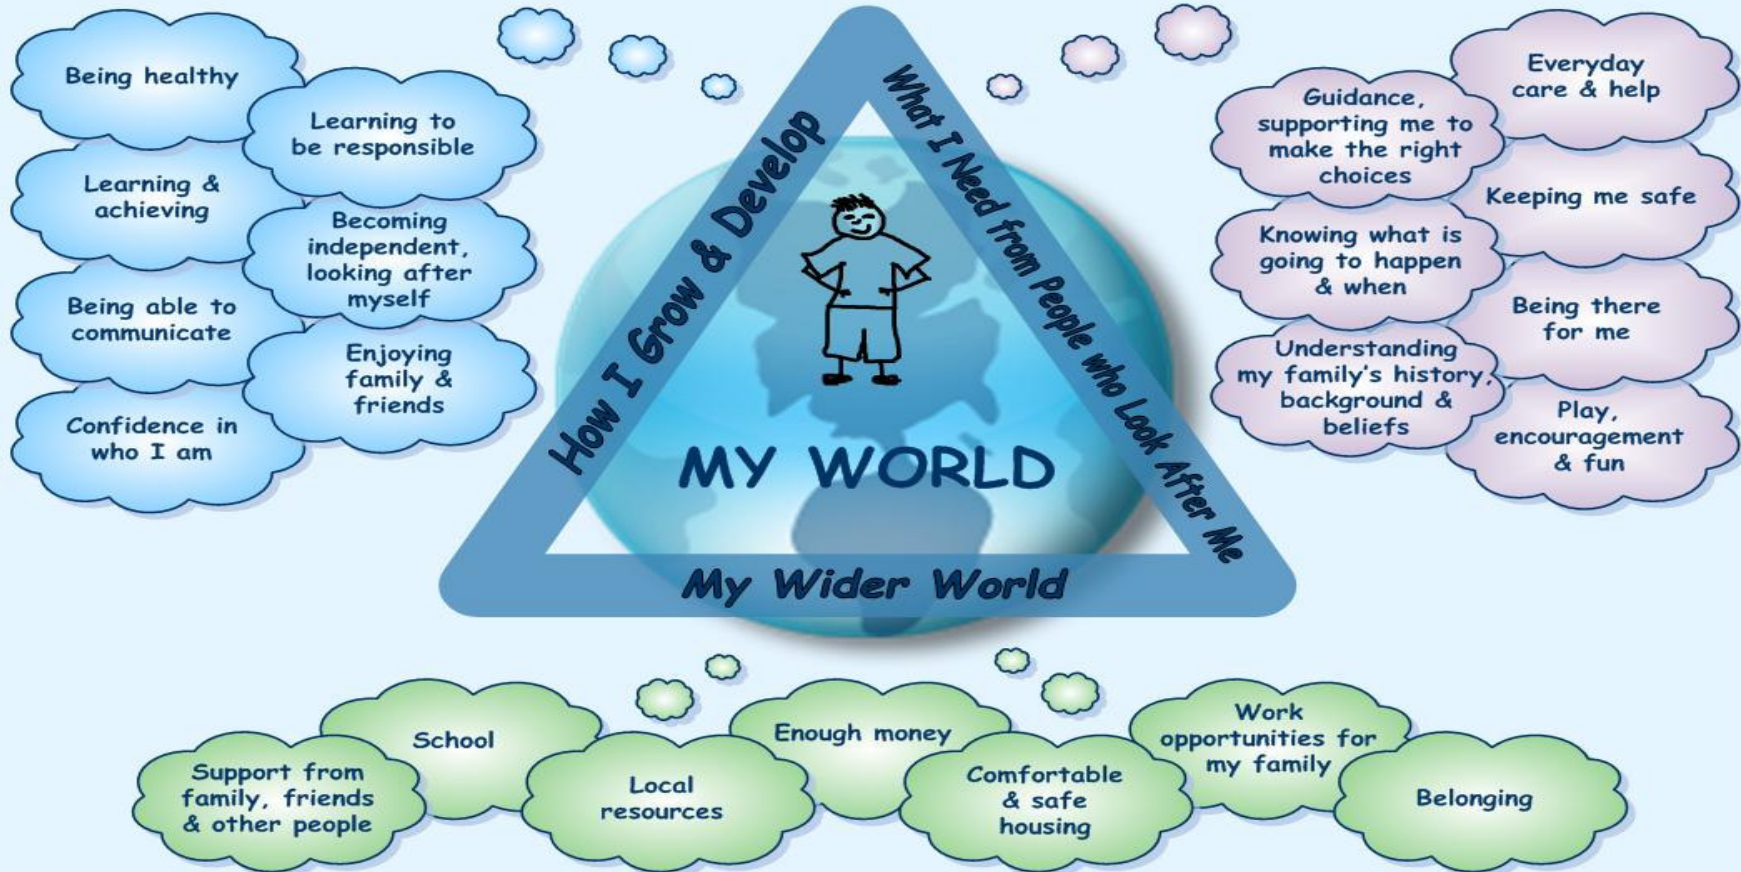 Being healthy
Learning to
be responsible
Learning &
achieving
Becoming
independent,
looking after
myself
Being able to
communicate
Enjoying
family &
friends
Confidence in
who I am
How I Grow & Develop
What I Need from People who Look After Me
MY WORLD
My Wider World
Everyday
care & help
Guidance,
supporting me to
make the right
choices
Keeping me safe
Knowing what is
going to happen
& when
Being there
for me
Understanding
my family's history,
background &
beliefs
Play,
encouragement
& fun
Support from
family, friends
& other people
School
Local
resources
Enough money
Comfortable
& safe
housing
Work
opportunities for
my family
Belonging